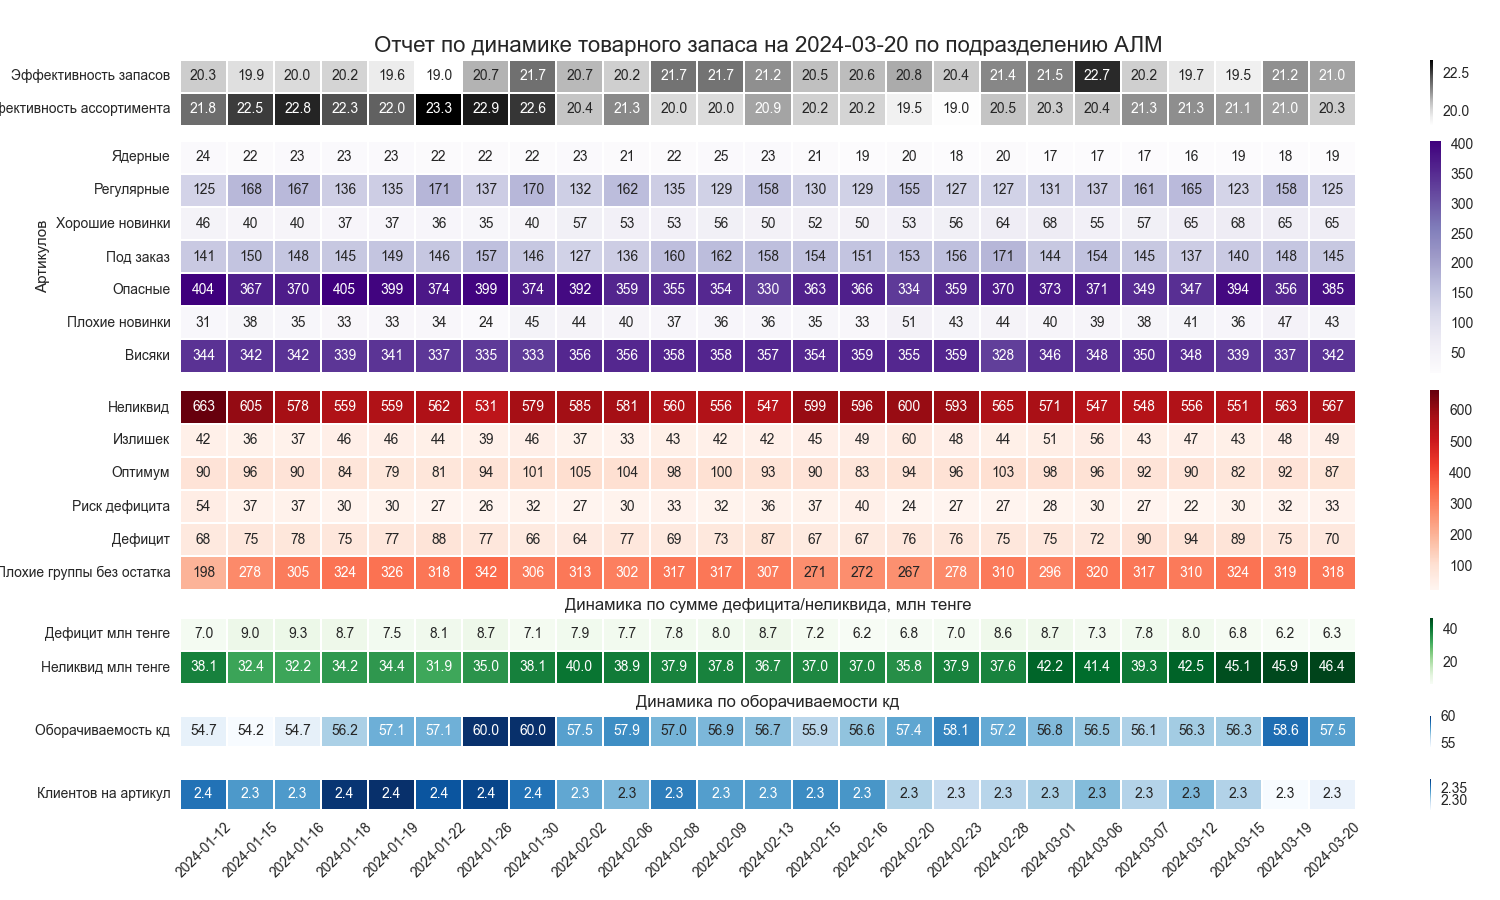 Отчет по динамике товарного запаса на 2024-03-20 по подразделению АЛМ
Эффективность запасов 20.3 19.9 20.0 20.2 19.6 19.0 20.7 21.7 20.7 20.2 21.7 21.7 21.2 20.5 20.6 20.8 20.4 21.4 21.5 22.7 20.2 19.7 19.5 21.2 21.0 22.5
фективность ассортимента 21.8 22.5 22.8 22.3 22.0 23.3 22.9 22.6 20.4 21.3 20.0 20.0 20.9 20.2 20.2 19.5 19.0 20.5 20.3 20.4 21.3 21.3 21.1 21.0 20.3 20.0
Артикулов
Ядерные 24 22 23 23 23 22 22 22 23 21 22 25 23 21 19 20 18 20 17 17 17 16 19 18 19
Регулярные 125 168 167 136 135 171 137 170 132 162 135 129 158 130 129 155 127 127 131 137 161 165 123 158 125
Хорошие новинки 46 40 40 37 37 36 35 40 57 53 53 56 50 52 50 53 56 64 68 55 57 65 68 65 65
Под заказ 141 150 148 145 149 146 157 146 127 136 160 162 158 154 151 153 156 171 144 154 145 137 140 148 145
Опасные 404 367 370 405 399 374 399 374 392 359 355 354 330 363 366 334 359 370 373 371 349 347 394 356 385
Плохие новинки 31 38 35 33 33 34 24 45 44 40 37 36 36 35 33 51 43 44 40 39 38 41 36 47 43
Висяки 344 342 342 339 341 337 335 333 356 356 358 358 357 354 359 355 359 328 346 348 350 348 339 337 342
400
350
300
250
200
150
100
50
Неликвид 663 605 578 559 559 562 531 579 585 581 560 556 547 599 596 600 593 565 571 547 548 556 551 563 567
Излишек 42 36 37 46 46 44 39 46 37 33 43 42 42 45 49 60 48 44 51 56 43 47 43 48 49
Оптимум 90 96 90 84 79 81 94 101 105 104 98 100 93 90 83 94 96 103 98 96 92 90 82 92 87
Риск дефицита 54 37 37 30 30 27 26 32 27 30 33 32 36 37 40 24 27 27 28 30 27 22 30 32 33
Дефицит 68 75 78 75 77 88 77 66 64 77 69 73 87 67 67 76 76 75 75 72 90 94 89 75 70
Плохие группы без остатка 198 278 305 324 326 318 342 306 313 302 317 317 307 271 272 267 278 310 296 320 317 310 324 319 318
600
500
400
300
200
100
Динамика по сумме дефицита/неликвида, млн тенге
Дефицит млн тенге 7.0 9.0 9.3 8.7 7.5 8.1 8.7 7.1 7.9 7.7 7.8 8.0 8.7 7.2 6.2 6.8 7.0 8.6 8.7 7.3 7.8 8.0 6.8 6.2 6.3 40
Неликвид млн тенге 38.1 32.4 32.2 34.2 34.4 31.9 35.0 38.1 40.0 38.9 37.9 37.8 36.7 37.0 37.0 35.8 37.9 37.6 42.2 41.4 39.3 42.5 45.1 45.9 46.4 20
Динамика по оборачиваемости кд
Оборачиваемость кд 54.7 54.2 54.7 56.2 57.1 57.1 60.0 60.0 57.5 57.9 57.0 56.9 56.7 55.9 56.6 57.4 58.1 57.2 56.8 56.5 56.1 56.3 56.3 58.6 57.5
60
55
Клиентов на артикул 2.4 2.3 2.3 2.4 2.4 2.4 2.4 2.4 2.3 2.3 2.3 2.3 2.3 2.3 2.3 2.3 2.3 2.3 2.3 2.3 2.3 2.3 2.3 2.3 2.3
2.35
2.30
2024-01-12 2024-01-15 2024-01-16 2024-01-18 2024-01-19 2024-01-22 2024-01-26 2024-01-30 2024-02-02 2024-02-06 2024-02-08 2024-02-09 2024-02-13 2024-02-15 2024-02-16 2024-02-20 2024-02-23 2024-02-28 2024-03-01 2024-03-06 2024-03-07 2024-03-12 2024-03-15 2024-03-19 2024-03-20